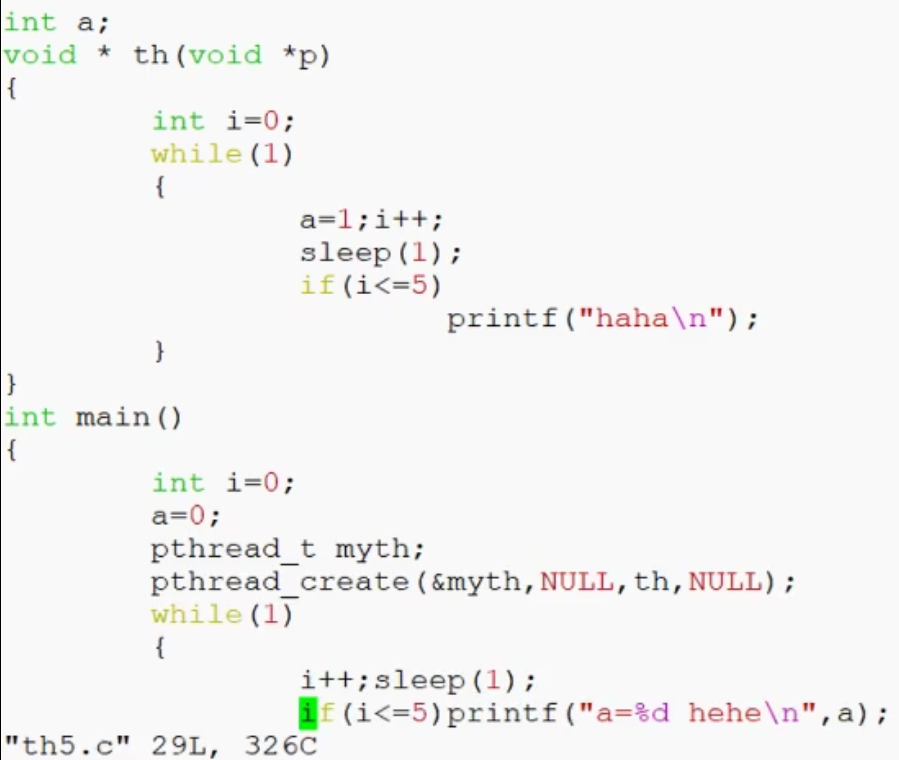 int a;
void * th(void *p)
{
        int i=0;
        while(1)
        {
                a=1;i++;
                sleep(1);
                if(i<=5)
                        printf("haha\n");
        }
}
int main()
{
        int i=0;
        a=0;
        pthread_t myth;
        pthread_create(&myth,NULL,th,NULL);
        while(1)
        {
                i++;sleep(1);
                if(i<=5)printf("a=%d hehe\n",a);
"th5.c" 29L, 326C